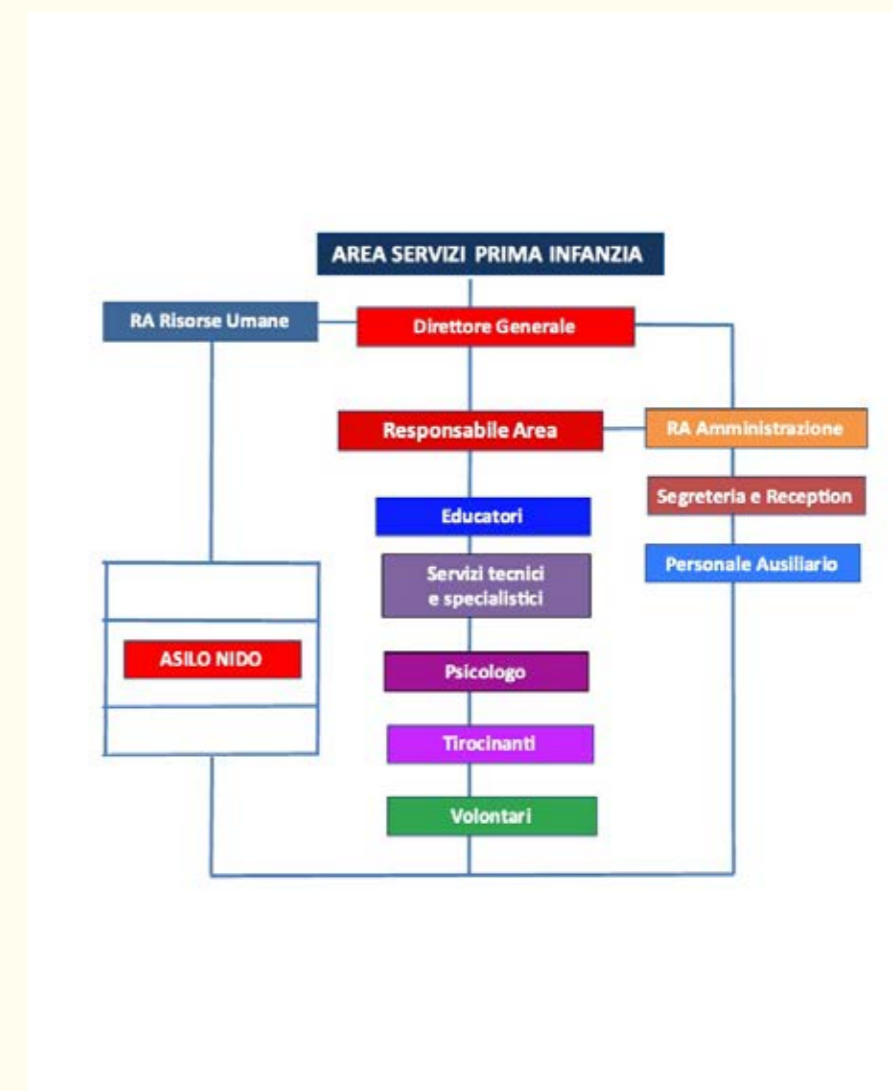 AREA SERVIZI PRIMA INFANZIA
RA Risorse Umane
Direttore Generale
Responsabile Area
RA Amministrazione
Educatori
Segreteria e Reception
Servizi tecnici
e specialistici
Personale Ausiliario
ASILO NIDO
Psicologo
Tirocinanti
Volontari